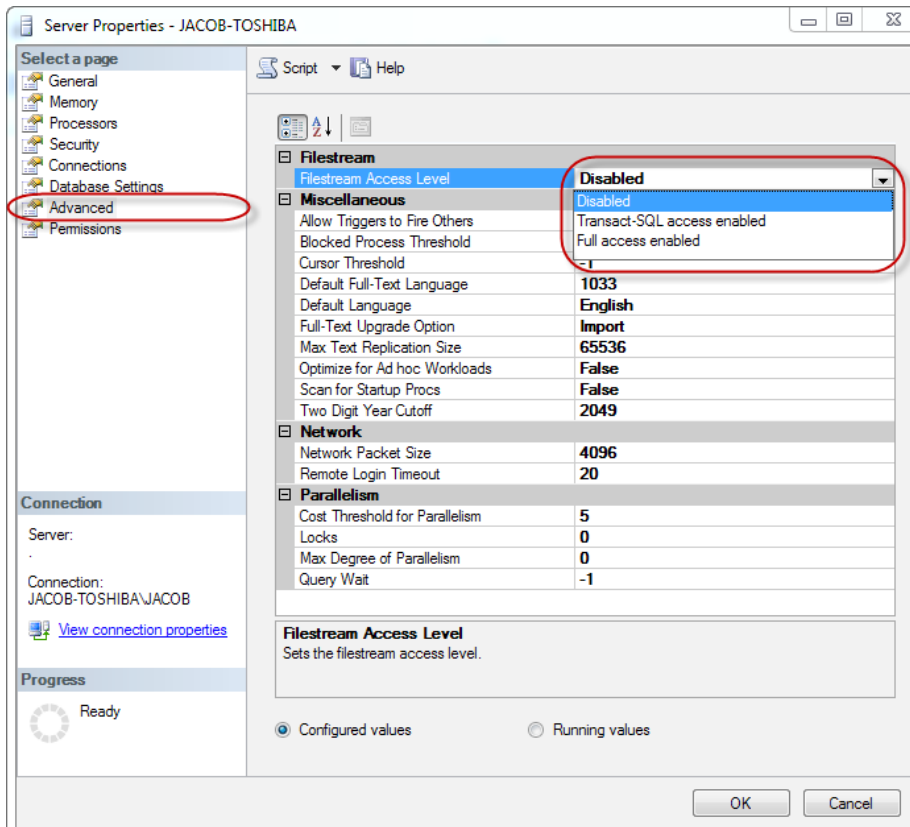 Server Properties - JACOB-TOSHIBA
Select a page
General
Memory
Processors
Security
Connections
Database Settings
Advanced
Permissions
Script Help
Filestream
Filestream Access Level Disabled
Disabled
Transact-SQL access enabled
Full access enabled
Miscellaneous
Allow Triggers to Fire Others
Blocked Process Threshold
Cursor Threshold -1
Default Full-Text Language 1033
Default Language English
Full-Text Upgrade Option Import
Max Text Replication Size 65536
Optimize for Ad hoc Workloads False
Scan for Startup Procs False
Two Digit Year Cutoff 2049
Network
Network Packet Size 4096
Remote Login Timeout 20
Parallelism
Cost Threshold for Parallelism 5
Locks 0
Max Degree of Parallelism 0
Query Wait -1
Connection
Server:
.
Connection:
JACOB-TOSHIBA\JACOB
View connection properties
Progress
Ready
Filestream Access Level
Sets the filestream access level.
Configured values Running values
OK Cancel